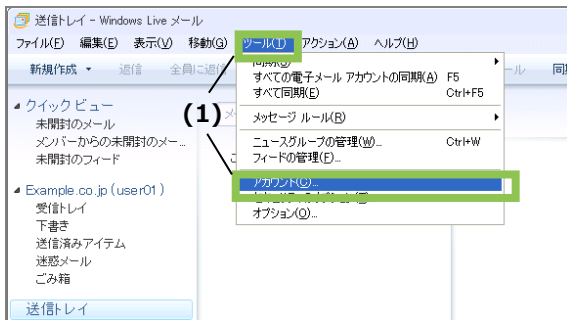 送信トレイ - Windows Live メール
ファイル(F) 編集(E) 表示(V) 移動(G) ツール(T) アクション(A) ヘルプ(H)
新規作成 返信 全員に返信 ール 同期
すべての電子メール アカウントの同期(A) F5
すべて同期(E) Ctrl+F5
メッセージ ルール(R)
ニュースグループの管理(W)... Ctrl+W
フィードの管理(F)...
アカウント(C)...
オプション(O)...
(1)
クイック ビュー
未開封のメール
メンバーからの未開封のメー...
未開封のフィード
Example.co.jp (user01)
受信トレイ
下書き
送信済みアイテム
迷惑メール
ごみ箱
送信トレイ